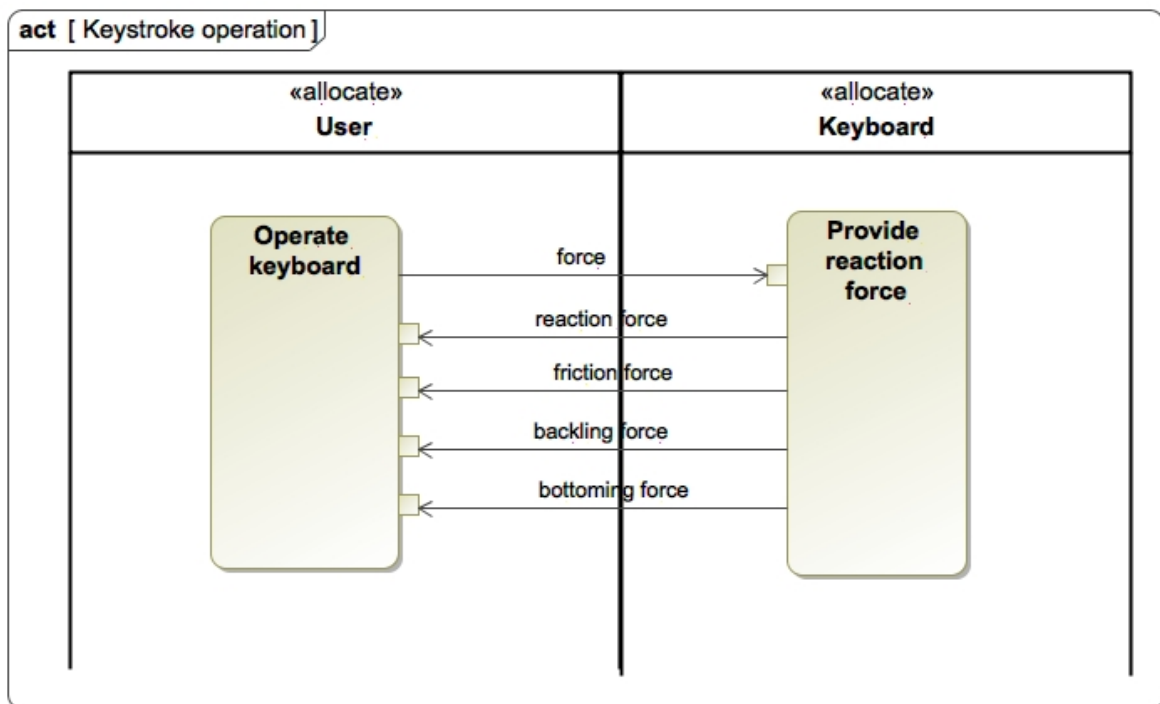 act [ Keystroke operation ]
«allocate»
User
«allocate»
Keyboard
Operate
keyboard
Provide
reaction
force
force
reaction force
friction force
backling force
bottoming force